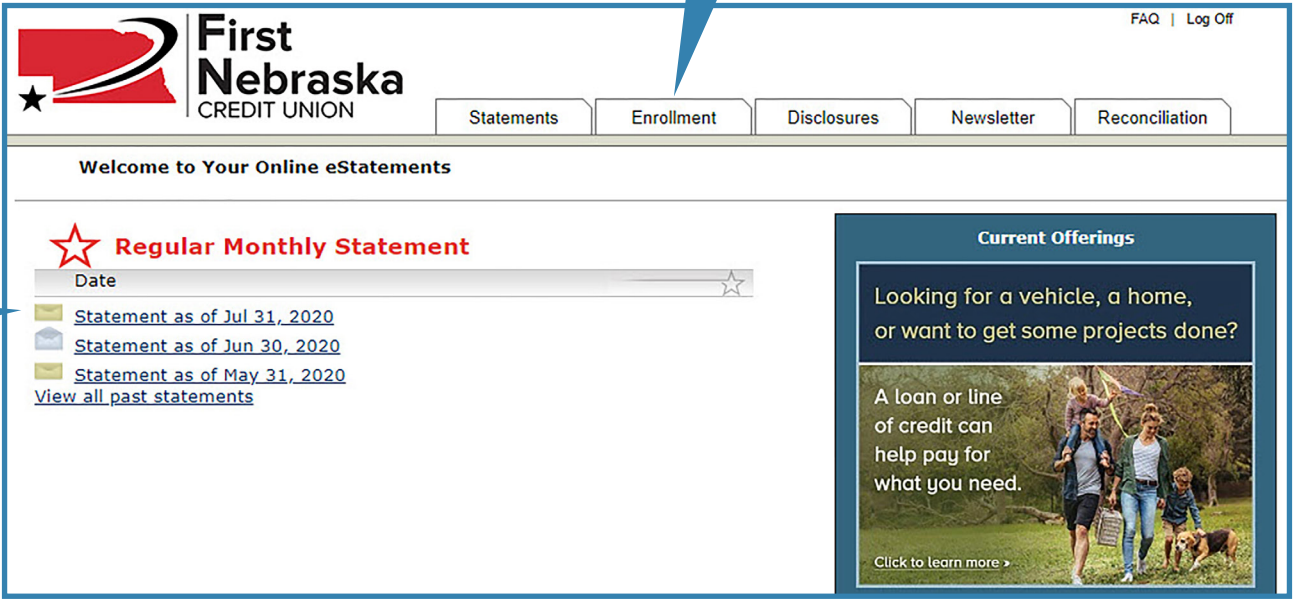 FAQ | Log Off
First
Nebraska
CREDIT UNION
Statements Enrollment Disclosures Newsletter Reconciliation
Welcome to Your Online eStatements
Regular Monthly Statement
Date
Statement as of Jul 31, 2020
Statement as of Jun 30, 2020
Statement as of May 31, 2020
View all past statements
Current Offerings
Looking for a vehicle, a home,
or want to get some projects done?
A loan or line
of credit can
help pay for
what you need.
Click to learn more »